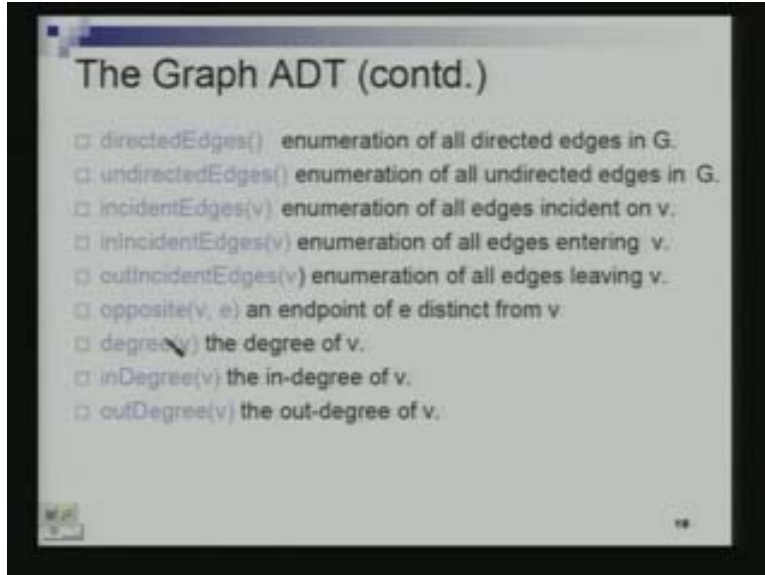 The Graph ADT (contd.)
directedEdges() enumeration of all directed edges in G.
undirectedEdges() enumeration of all undirected edges in G.
incidentEdges(v) enumeration of all edges incident on v.
inIncidentEdges(v) enumeration of all edges entering v.
outIncidentEdges(v) enumeration of all edges leaving v.
opposite(v, e) an endpoint of e distinct from v
degree(v) the degree of v.
inDegree(v) the in-degree of v.
outDegree(v) the out-degree of v.